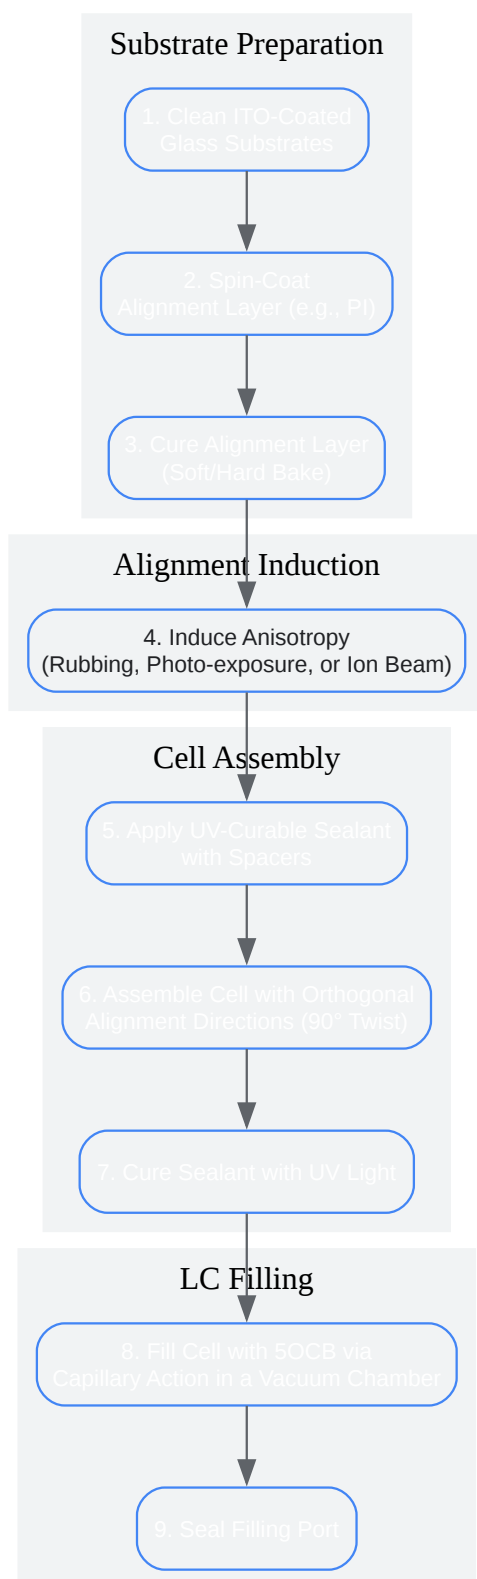 Substrate Preparation
1. Clean ITO-Coated
Glass Substrates
2. Spin-Coat
Alignment Layer (e.g., PI)
3. Cure Alignment Layer
(Soft/Hard Bake)
Alignment Induction
4. Induce Anisotropy
(Rubbing, Photo-exposure, or Ion Beam)
Cell Assembly
5. Apply UV-Curable Sealant
with Spacers
6. Assemble Cell with Orthogonal
Alignment Directions (90° Twist)
7. Cure Sealant with UV Light
LC Filling
8. Fill Cell with 5OCB via
Capillary Action in a Vacuum Chamber
9. Seal Filling Port